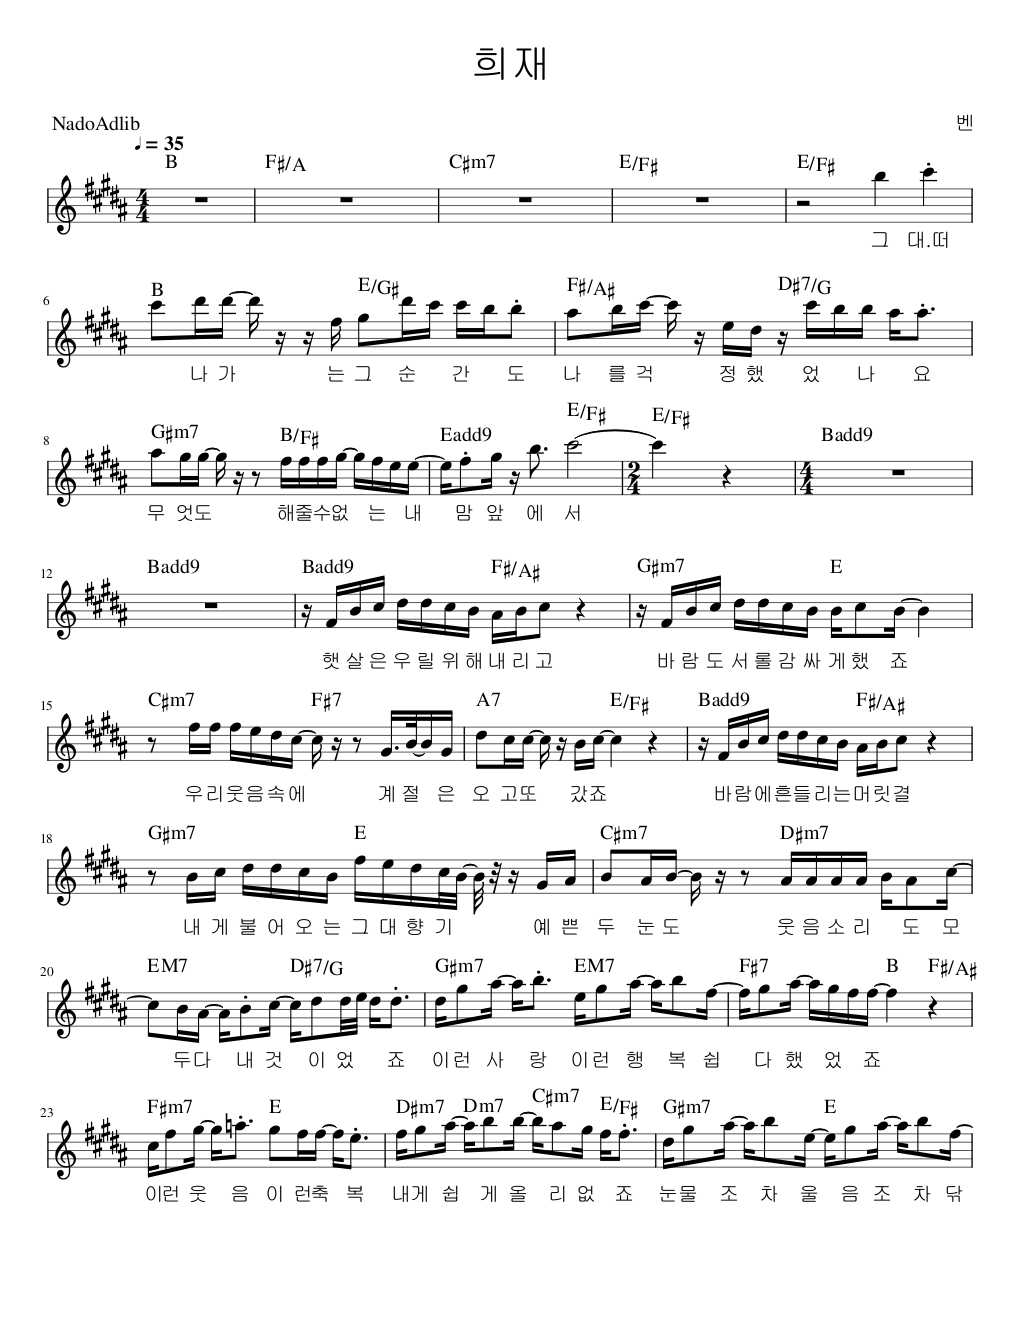 희재
NadoAdlib 벤
♩= 35
B F♯/A C♯m7 E/F♯ E/F♯
4 4
그 대.떠
6 B E/G♯ F♯/A♯ D♯7/G
나 가 는 그 순 간 도 나 를 걱 정 했 었 나 요
8 G♯m7 B/F♯ Eadd9 E/F♯ E/F♯ Badd9
2 4 4 4
무 엇도 해줄수없 는 내 맘 앞 에 서
12 Badd9 Badd9 F♯/A♯ G♯m7 E
햇 살 은 우 릴 위 해 내 리 고 바 람 도 서 롤 감 싸 게 했 죠
15 C♯m7 F♯7 A7 E/F♯ Badd9 F♯/A♯
우리웃음속에 계 절 은 오 고또 갔죠 바람에흔들리는머릿결
18 G♯m7 E C♯m7 D♯m7
내 게 불 어 오 는 그 대 향 기 예 쁜 두 눈 도 웃 음 소 리 도 모
20 EM7 D♯7/G G♯m7 EM7 F♯7 B F♯/A♯
두다 내 것 이 었 죠 이런 사 랑 이런 행 복 쉽 다 했 었 죠
23 F♯m7 E D♯m7 Dm7 C♯m7 E/F♯ G♯m7 E
이런 웃 음 이 런축 복 내게 쉽 게 올 리 없 죠 눈물 조 차 울 음 조 차 닦